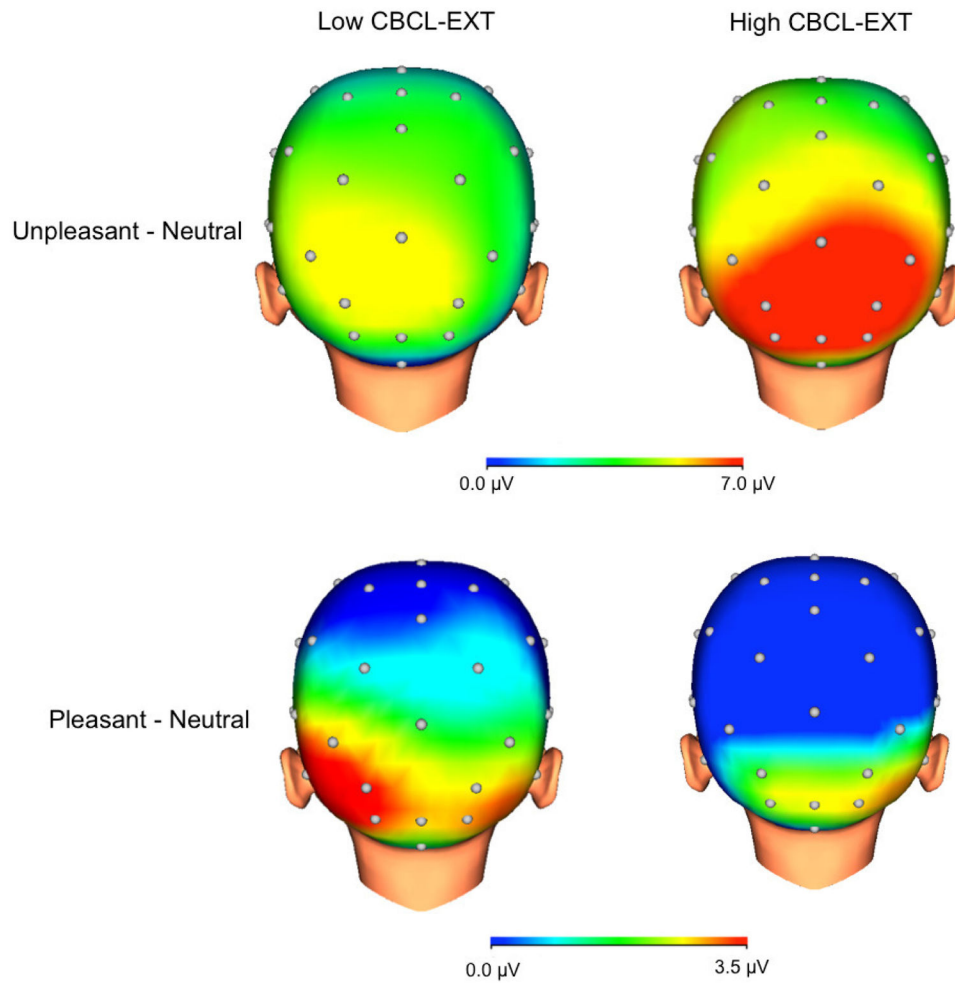 Low CBCL-EXT
High CBCL-EXT
Unpleasant - Neutral
0.0 µV
7.0 µV
Pleasant - Neutral
0.0 µV
3.5 µV